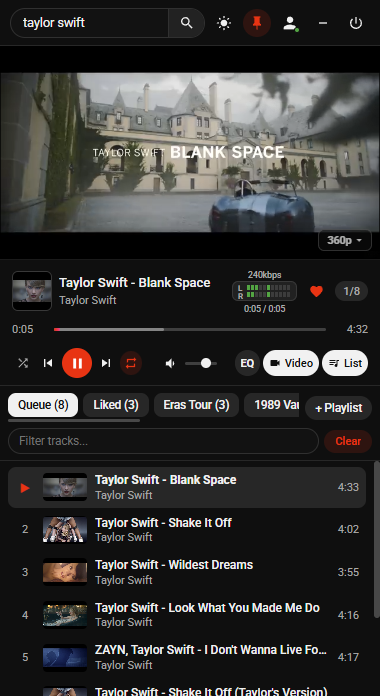 taylor swift
TAYLOR SWIFT BLANK SPACE
360p
Taylor Swift - Blank Space
Taylor Swift
240kbps
L
R
0:05 / 0:05
1/8
0:05
4:32
EQ
Video
List
Queue (8)
Liked (3)
Eras Tour (3)
1989 Va
+ Playlist
Filter tracks...
Clear
Taylor Swift - Blank Space
Taylor Swift
4:33
2
Taylor Swift - Shake It Off
Taylor Swift
4:02
3
Taylor Swift - Wildest Dreams
Taylor Swift
3:55
4
Taylor Swift - Look What You Made Me Do
Taylor Swift
4:16
5
ZAYN, Taylor Swift - I Don't Wanna Live Fo...
Taylor Swift
4:17
Taylor Swift - Shake It Off (Taylor's Version)